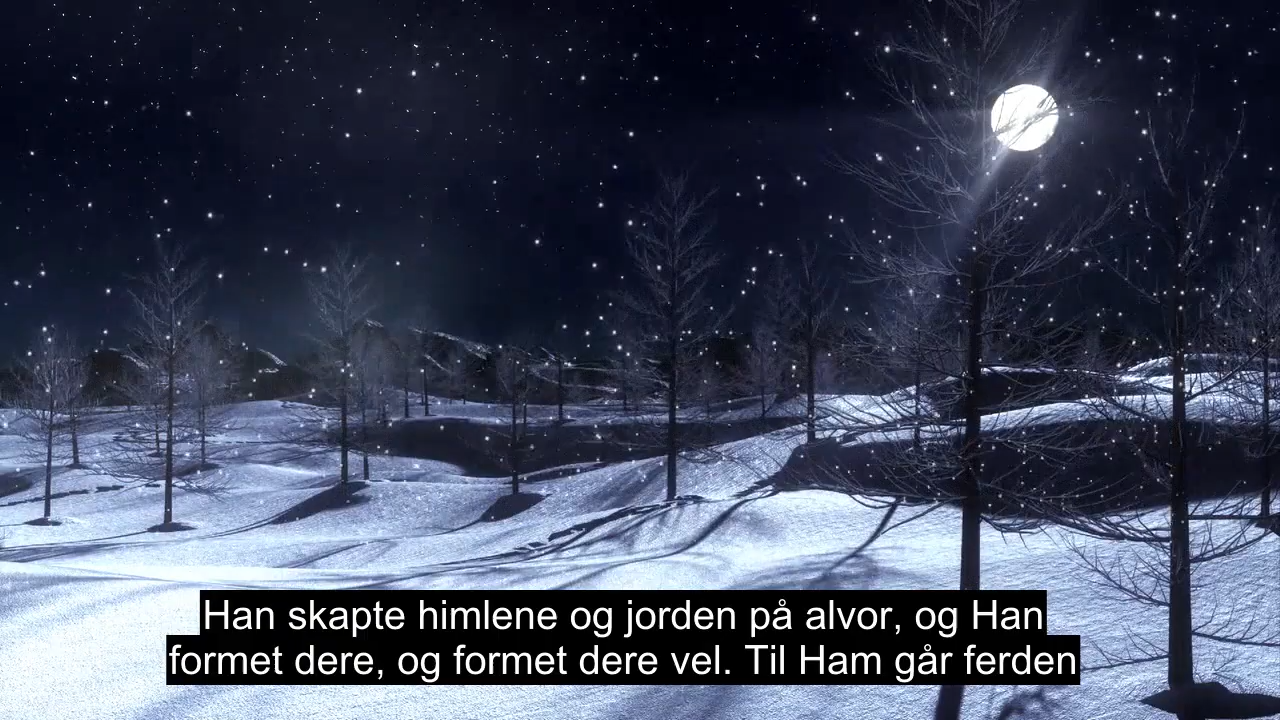 Han skapte himlene og jorden på alvor, og Han
formet dere, og formet dere vel. Til Ham går ferden